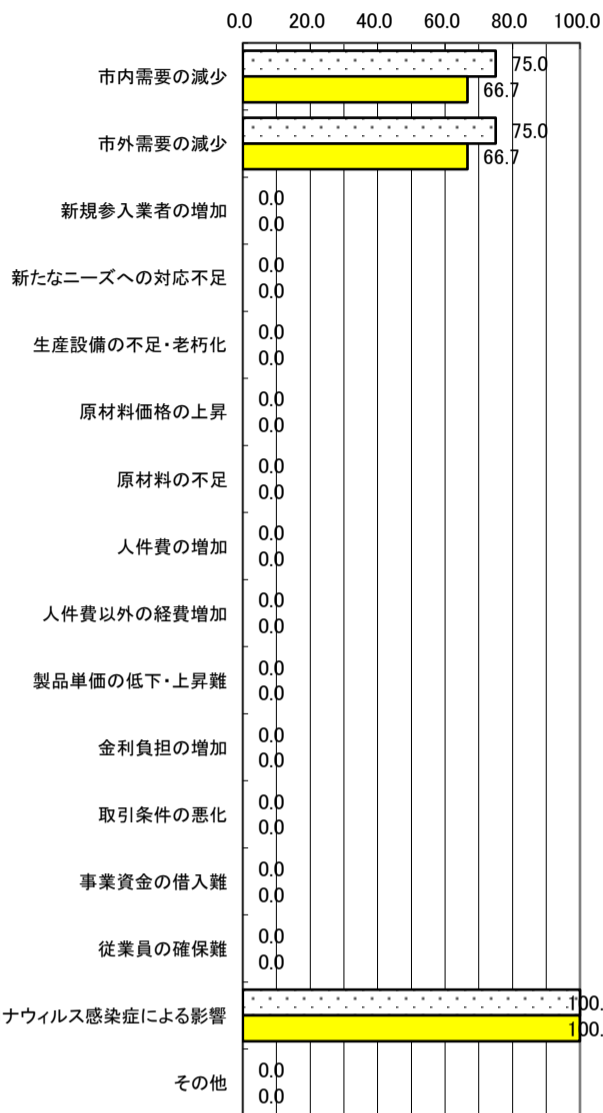 0.0 20.0 40.0 60.0 80.0 100.0
市内需要の減少 75.0
66.7
市外需要の減少 75.0
66.7
新規参入業者の増加 0.0
0.0
新たなニーズへの対応不足 0.0
0.0
生産設備の不足・老朽化 0.0
0.0
原材料価格の上昇 0.0
0.0
原材料の不足 0.0
0.0
人件費の増加 0.0
0.0
人件費以外の経費増加 0.0
0.0
製品単価の低下・上昇難 0.0
0.0
金利負担の増加 0.0
0.0
取引条件の悪化 0.0
0.0
事業資金の借入難 0.0
0.0
従業員の確保難 0.0
0.0
ナウィルス感染症による影響 100.
100.
その他 0.0
0.0